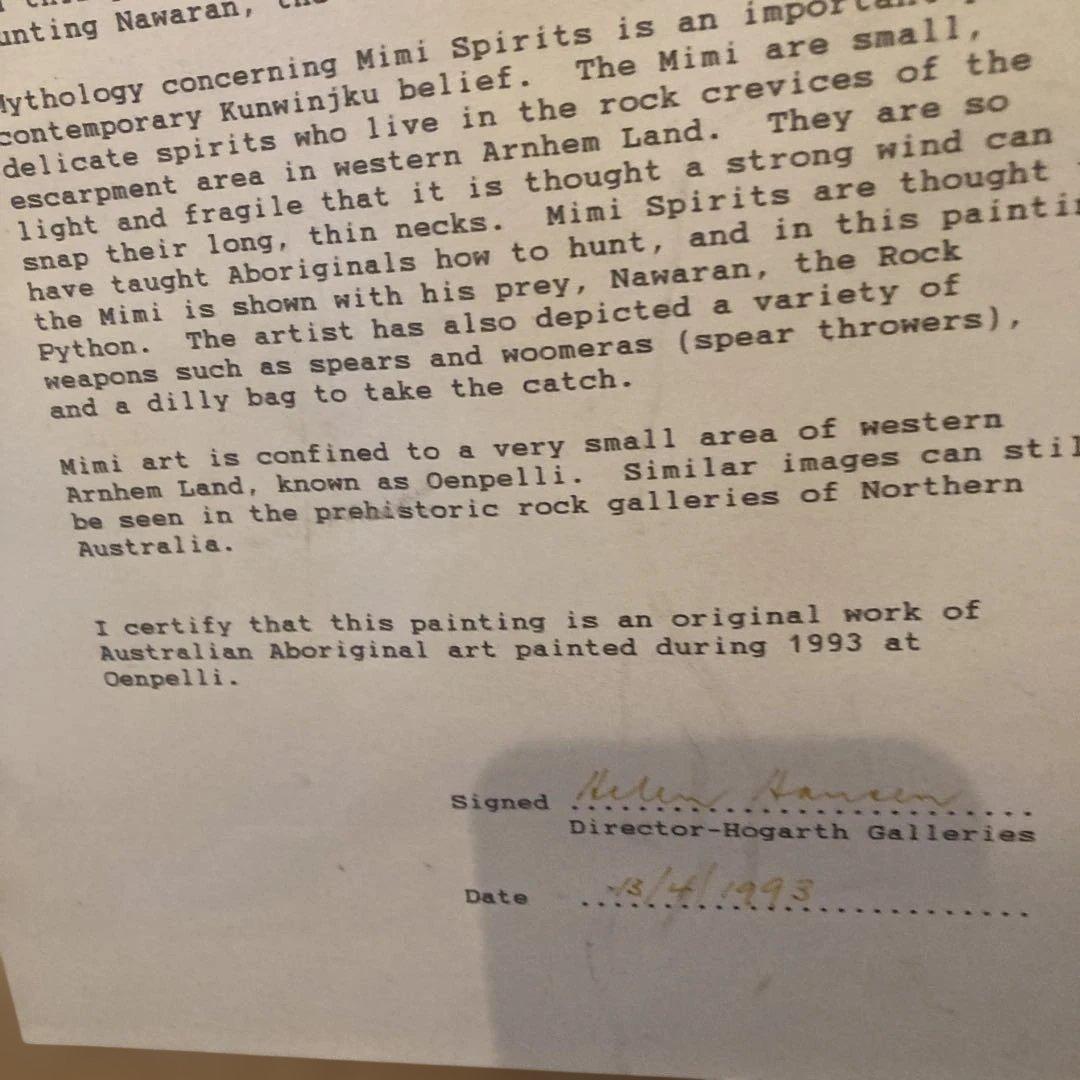 unting Nawaran,
Mythology concerning Mimi Spirits is an important
contemporary Kunwinjku belief. The Mimi are small,
delicate spirits who live in the rock crevices of the
escarpment area in western Arnhem Land. They are so
light and fragile that it is thought a strong wind can
snap their long, thin necks. Mimi Spirits are thought
have taught Aboriginals how to hunt, and in this paintin
the Mimi is shown with his prey, Nawaran, the Rock
Python. The artist has also depicted a variety of
weapons such as spears and woomeras (spear throwers),
and a dilly bag to take the catch.
Mimi art is confined to a very small area of western
Arnhem Land, known as Oenpelli. Similar images can stil
be seen in the prehistoric rock galleries of Northern
Australia.
I certify that this painting is an original work of
Australian Aboriginal art painted during 1993 at
Oenpelli.
Signed Helen Hansen
Director-Hogarth Galleries
Date 13/4/1993